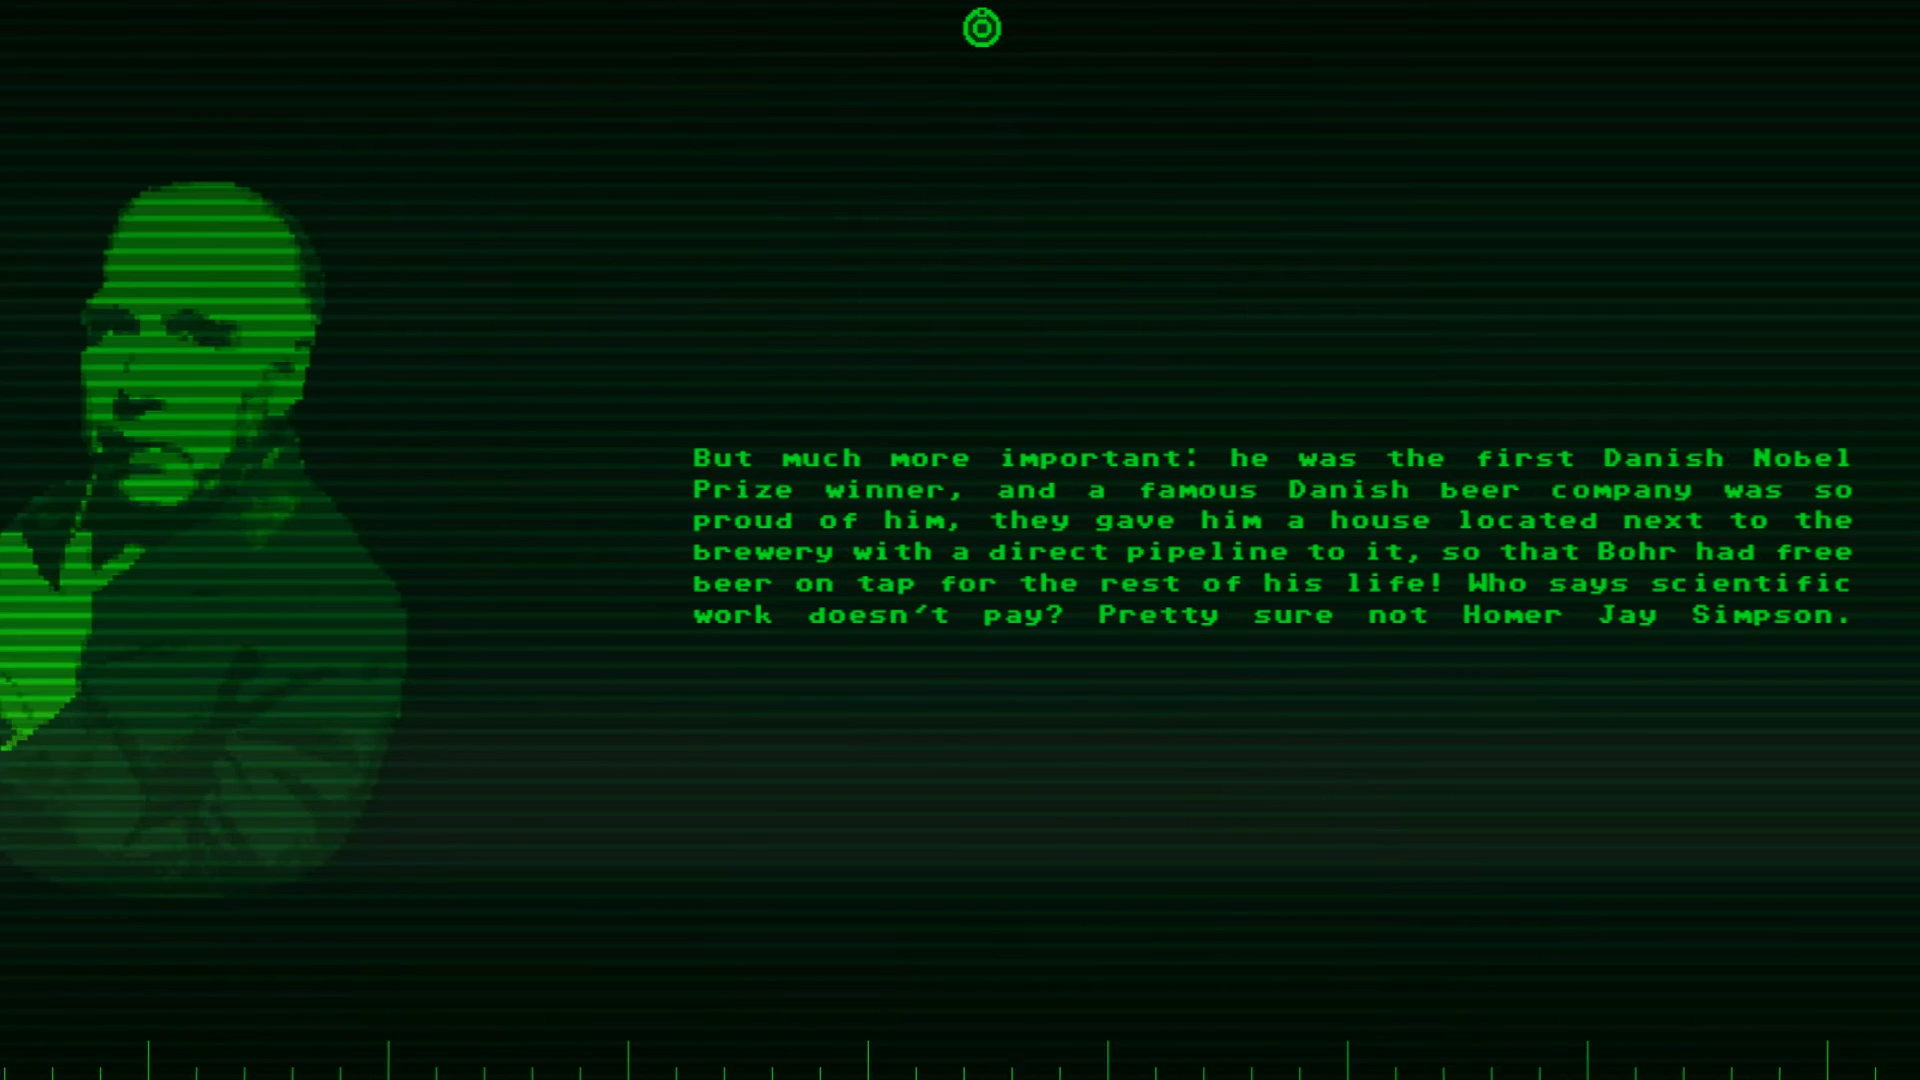 But much more important: he was the first Danish Nobel
Prize winner, and a famous Danish beer company was so
proud of him, they gave him a house located next to the
brewery with a direct pipeline to it, so that Bohr had free
beer on tap for the rest of his life! Who says scientific
work doesn't pay? Pretty sure not Homer Jay Simpson.